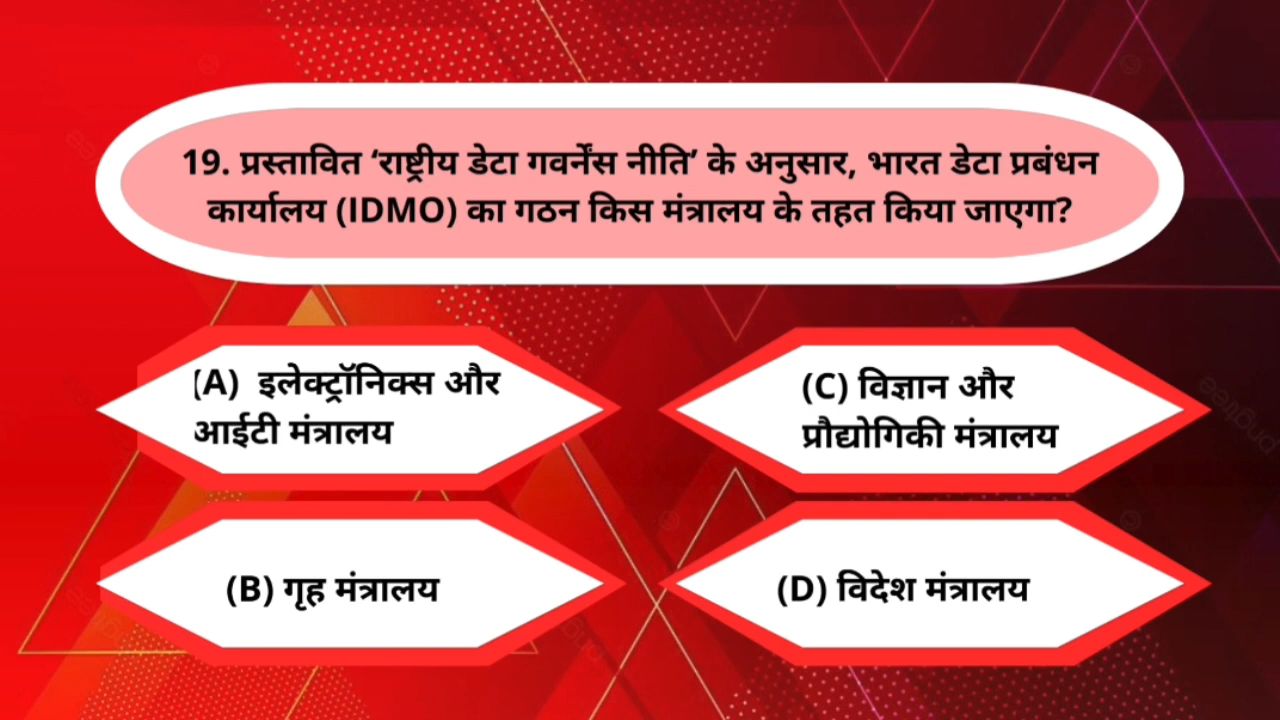 19. प्रस्तावित ‘राष्ट्रीय डेटा गवर्नेंस नीति’ के अनुसार, भारत डेटा प्रबंधन
कार्यालय (IDMO) का गठन किस मंत्रालय के तहत किया जाएगा?
(A) इलेक्ट्रॉनिक्स और
आईटी मंत्रालय
(B) गृह मंत्रालय
(C) विज्ञान और
प्रौद्योगिकी मंत्रालय
(D) विदेश मंत्रालय